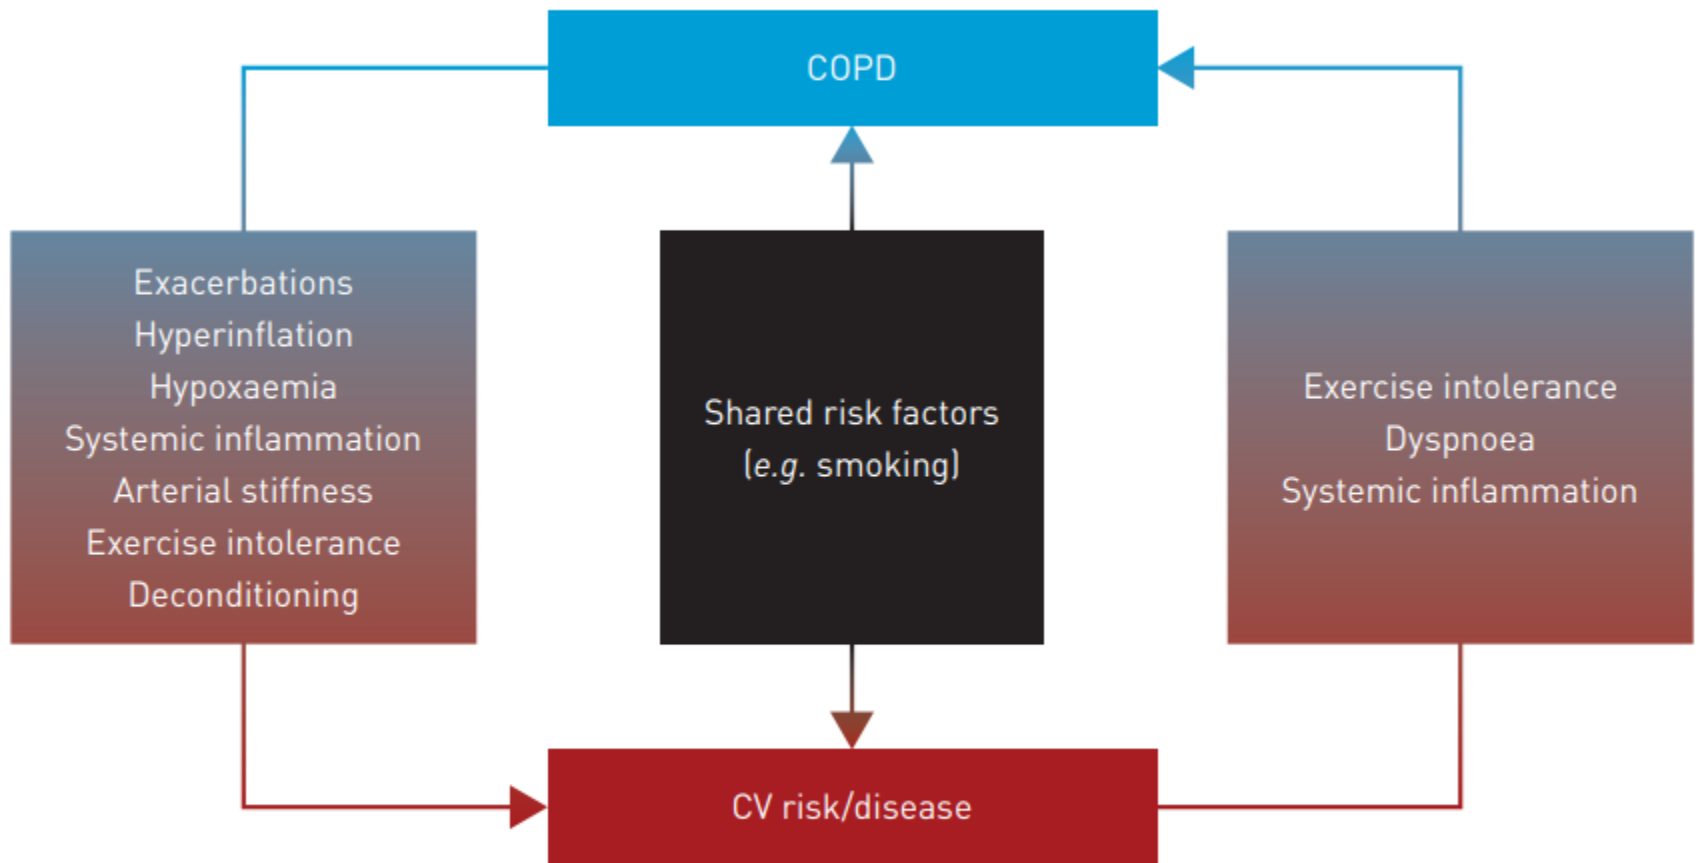 COPD
Exacerbations
Hyperinflation
Hypoxaemia
Systemic inflammation
Arterial stiffness
Exercise intolerance
Deconditioning
Shared risk factors
(e.g. smoking)
Exercise intolerance
Dyspnoea
Systemic inflammation
CV risk/disease